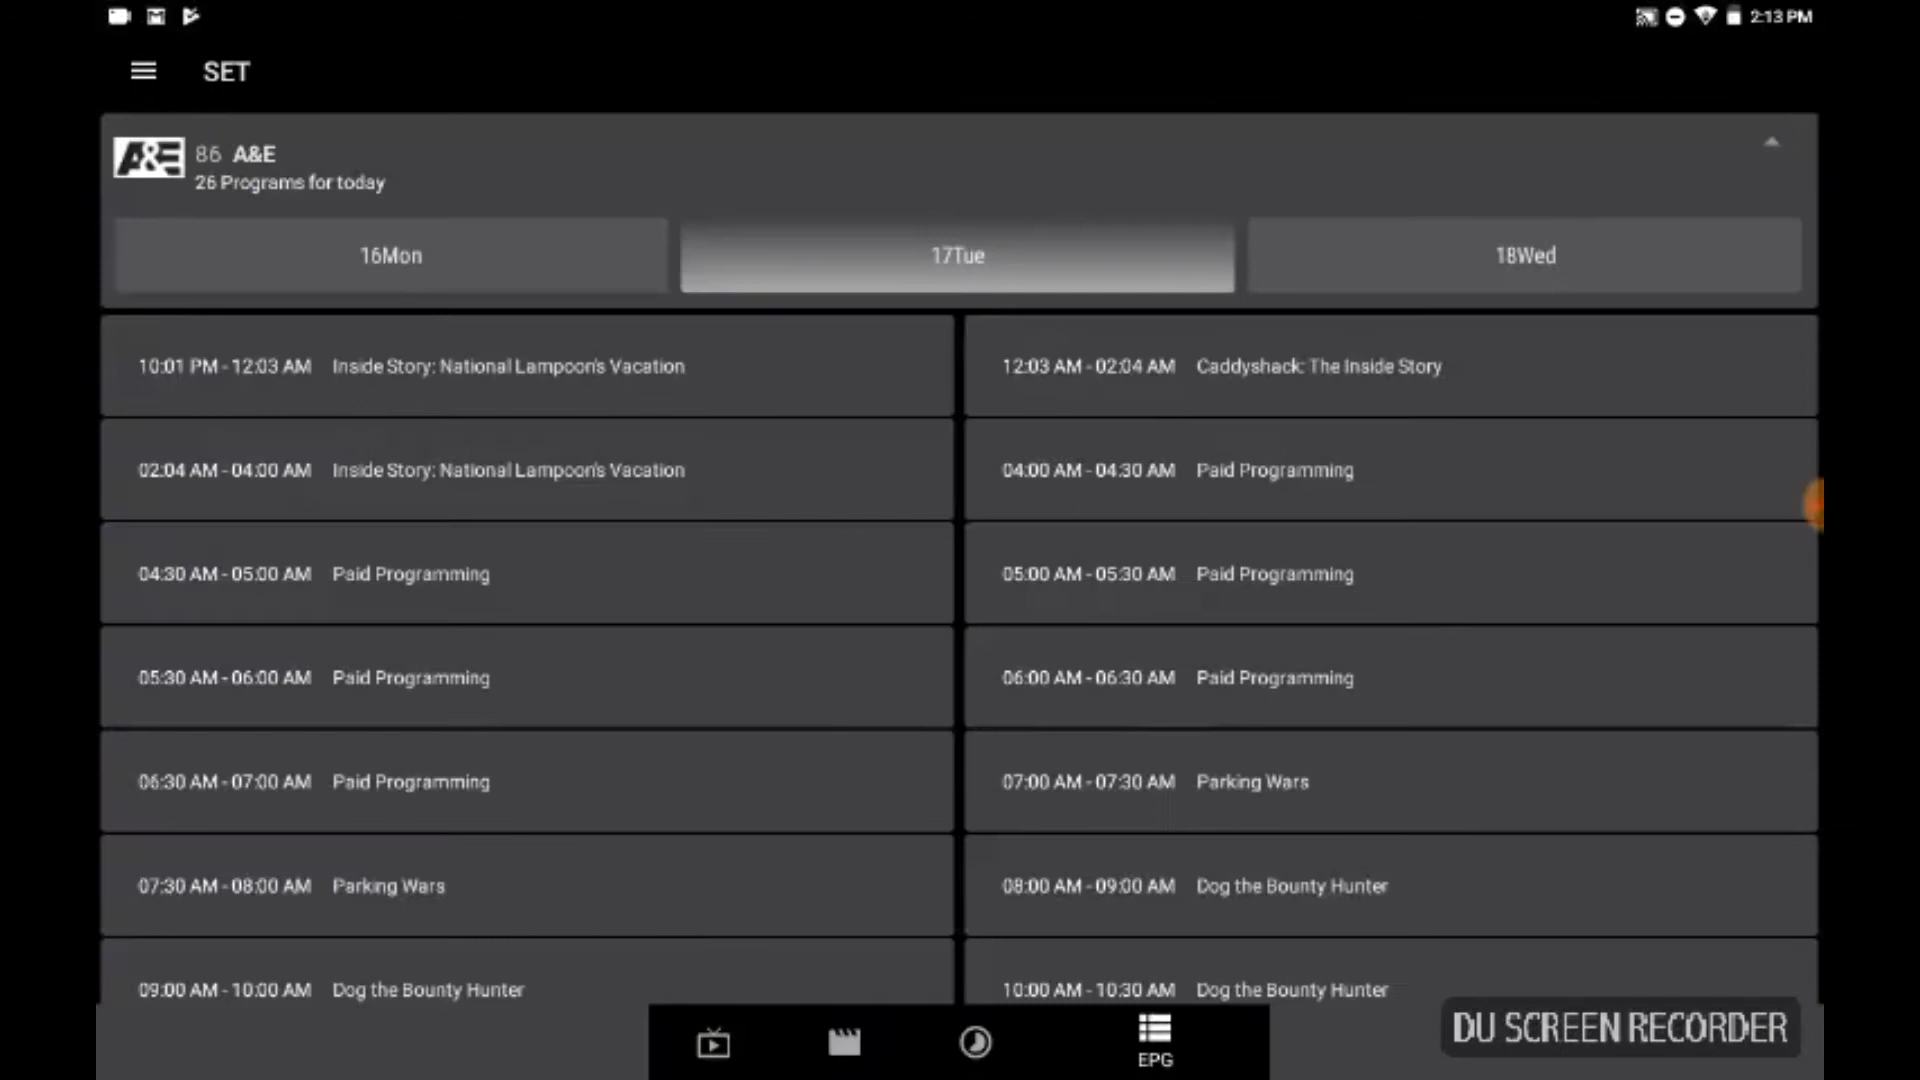 2:13 PM
SET
A&E
86 A&E
26 Programs for today
16Mon
17Tue
18Wed
10:01 PM - 12:03 AM Inside Story: National Lampoon's Vacation
12:03 AM - 02:04 AM Caddyshack: The Inside Story
02:04 AM - 04:00 AM Inside Story: National Lampoon's Vacation
04:00 AM - 04:30 AM Paid Programming
04:30 AM - 05:00 AM Paid Programming
05:00 AM - 05:30 AM Paid Programming
05:30 AM - 06:00 AM Paid Programming
06:00 AM - 06:30 AM Paid Programming
06:30 AM - 07:00 AM Paid Programming
07:00 AM - 07:30 AM Parking Wars
07:30 AM - 08:00 AM Parking Wars
08:00 AM - 09:00 AM Dog the Bounty Hunter
09:00 AM - 10:00 AM Dog the Bounty Hunter
10:00 AM - 10:30 AM Dog the Bounty Hunter
EPG
DU SCREEN RECORDER